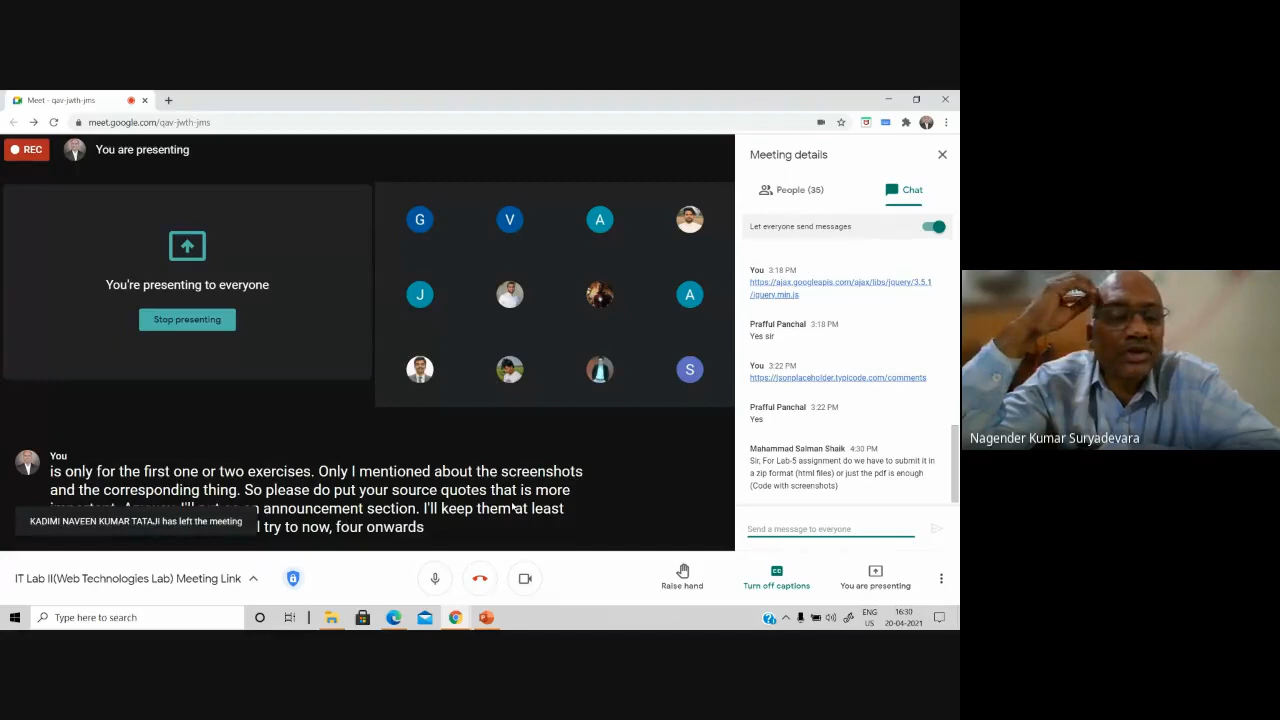 Meet - qav-jwth-jms
meet.google.com/qav-jwth-jms
REC
You are presenting
You're presenting to everyone
Stop presenting
G
V
A
J
A
S
Meeting details
People (35)
Chat
Let everyone send messages
You 3:18 PM
https://ajax.googleapis.com/ajax/libs/jquery/3.5.1
/jquery.min.js
Prafful Panchal 3:18 PM
Yes sir
You 3:22 PM
https://jsonplaceholder.typicode.com/comments
Prafful Panchal 3:22 PM
Yes
Mahammad Salman Shaik 4:30 PM
Sir, For Lab-5 assignment do we have to submit it in
a zip format (html files) or just the pdf is enough
(Code with screenshots)
Send a message to everyone
You
is only for the first one or two exercises. Only I mentioned about the screenshots
and the corresponding thing. So please do put your source quotes that is more
announcement section. I'll keep them at least
KADIMI NAVEEN KUMAR TATAJI has left the meeting
I try to now, four onwards
IT Lab II(Web Technologies Lab) Meeting Link
Raise hand
CC
Turn off captions
You are presenting
Type here to search
ENG
US
16:30
20-04-2021
Nagender Kumar Suryadevara